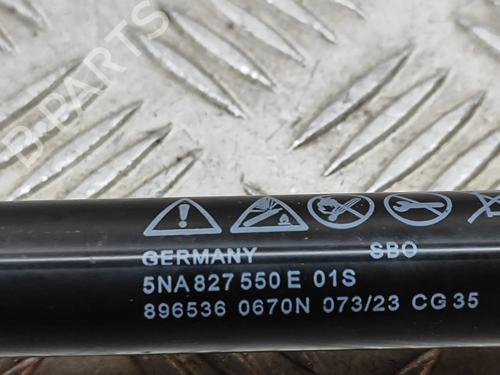 B-PARTS
GERMANY SBO
5NA 827 550 E 01S
896536 0670N 073/23 CG 35